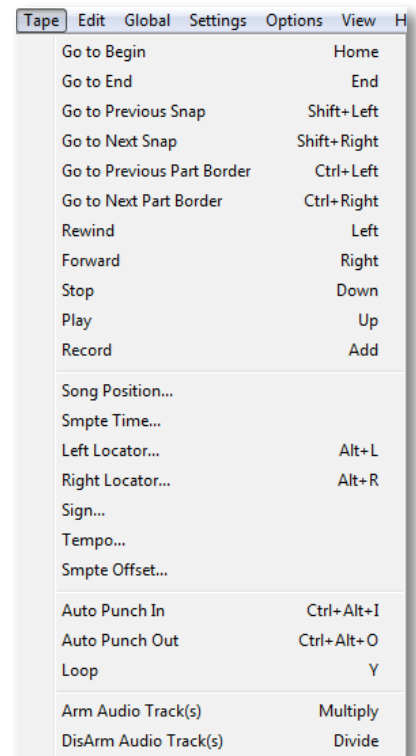 Tape Edit Global Settings Options View H
Go to Begin Home
Go to End End
Go to Previous Snap Shift+Left
Go to Next Snap Shift+Right
Go to Previous Part Border Ctrl+Left
Go to Next Part Border Ctrl+Right
Rewind Left
Forward Right
Stop Down
Play Up
Record Add
Song Position...
Smpte Time...
Left Locator... Alt+L
Right Locator... Alt+R
Sign...
Tempo...
Smpte Offset...
Auto Punch In Ctrl+Alt+I
Auto Punch Out Ctrl+Alt+O
Loop Y
Arm Audio Track(s) Multiply
DisArm Audio Track(s) Divide